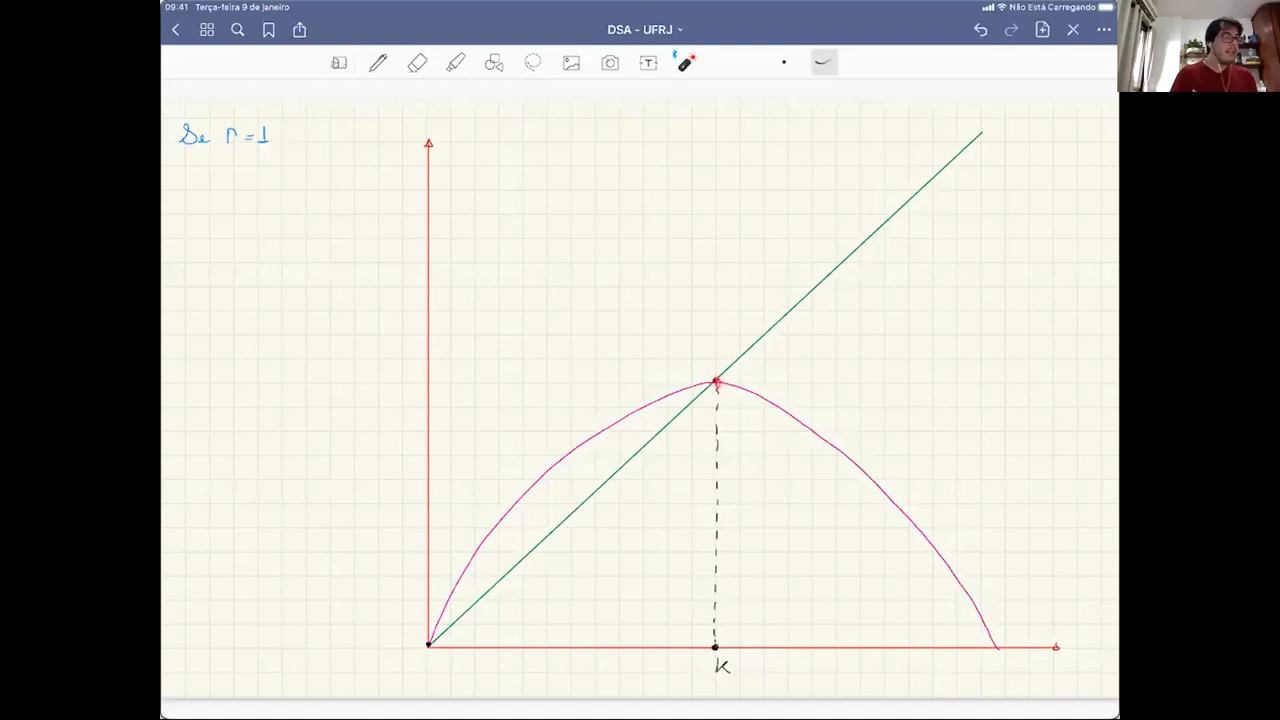 09:41 Terça-feira 9 de janeiro
Não Está Carregando
DSA - UFRJ
T
Se r=1
K